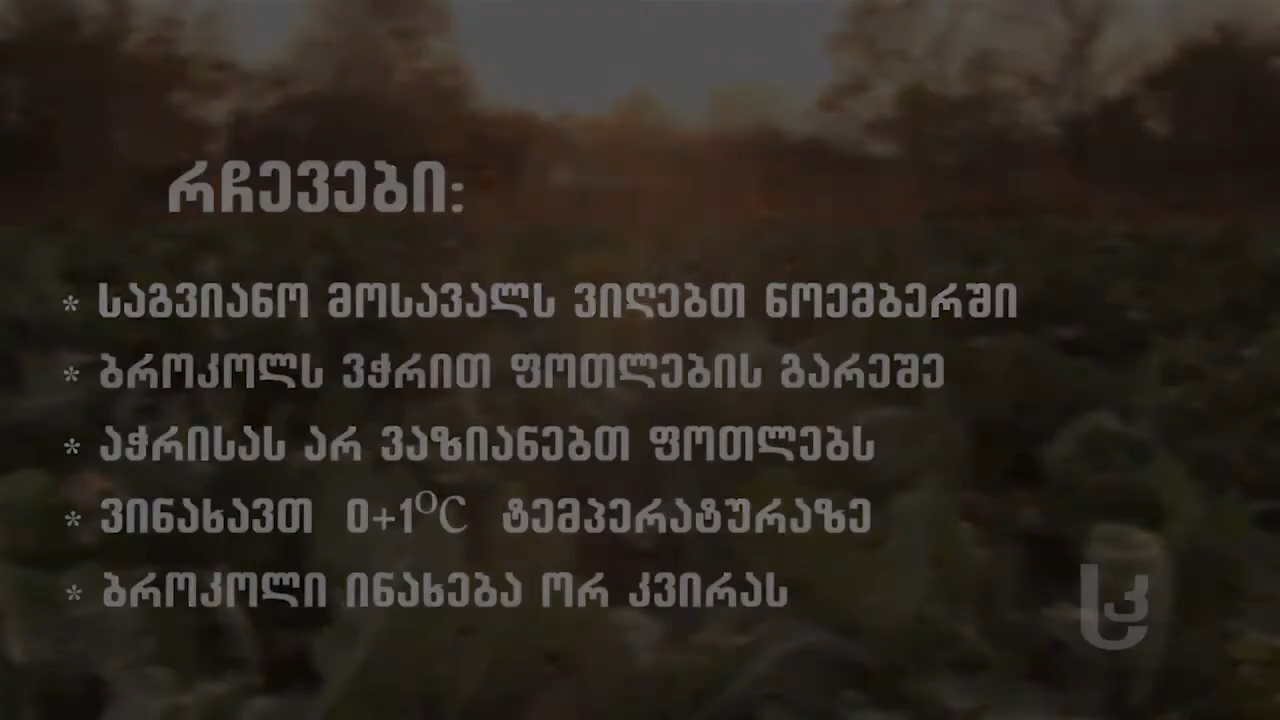 რჩევები:
* საგვიანო მოსავალს ვიღებთ ნოემბერში
* ბროკოლს ვჭრით ფოთლების გარეშე
* აჭრისას არ ვაზიანებთ ფოთლებს
* ვინახავთ 0+1⁰C ტემპერატურაზე
* ბროკოლი ინახება ორ კვირას